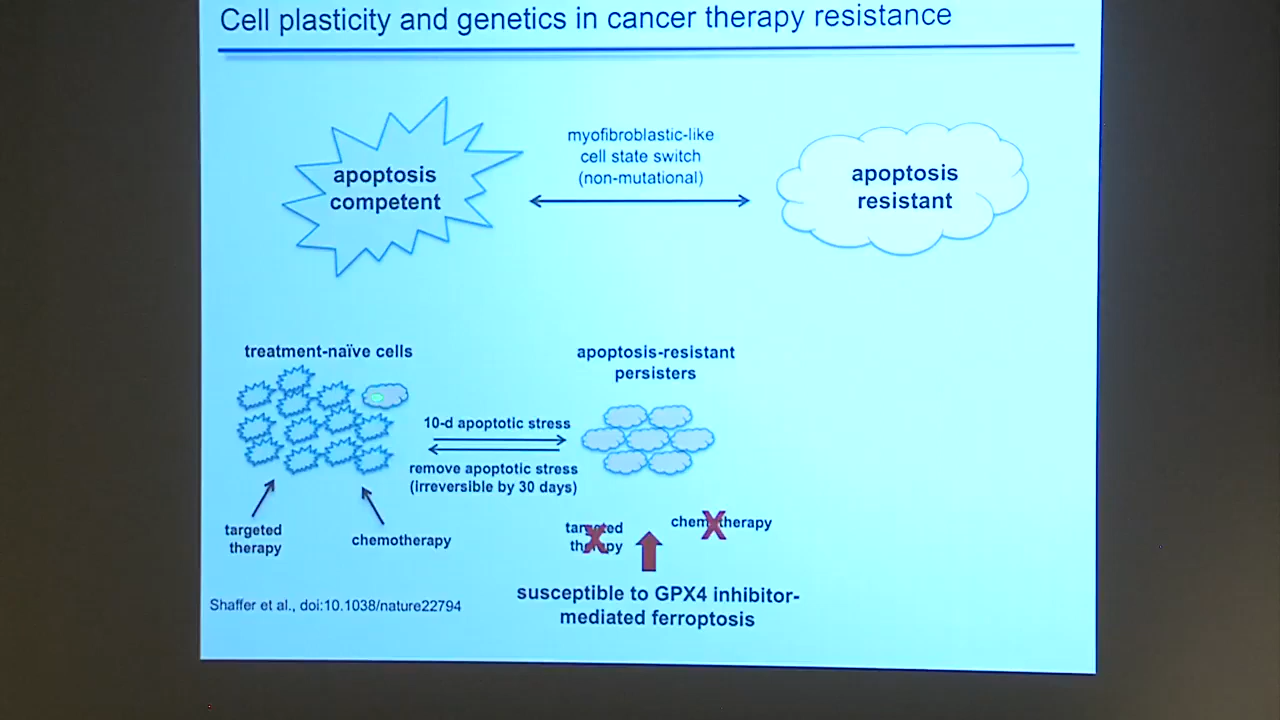 Cell plasticity and genetics in cancer therapy resistance
apoptosis
competent
myofibroblastic-like
cell state switch
(non-mutational)
apoptosis
resistant
treatment-naïve cells
apoptosis-resistant
persisters
10-d apoptotic stress
remove apoptotic stress
(irreversible by 30 days)
targeted
therapy
chemotherapy
targeted
therapy
chemotherapy
susceptible to GPX4 inhibitor-
mediated ferroptosis
Shaffer et al., doi:10.1038/nature22794